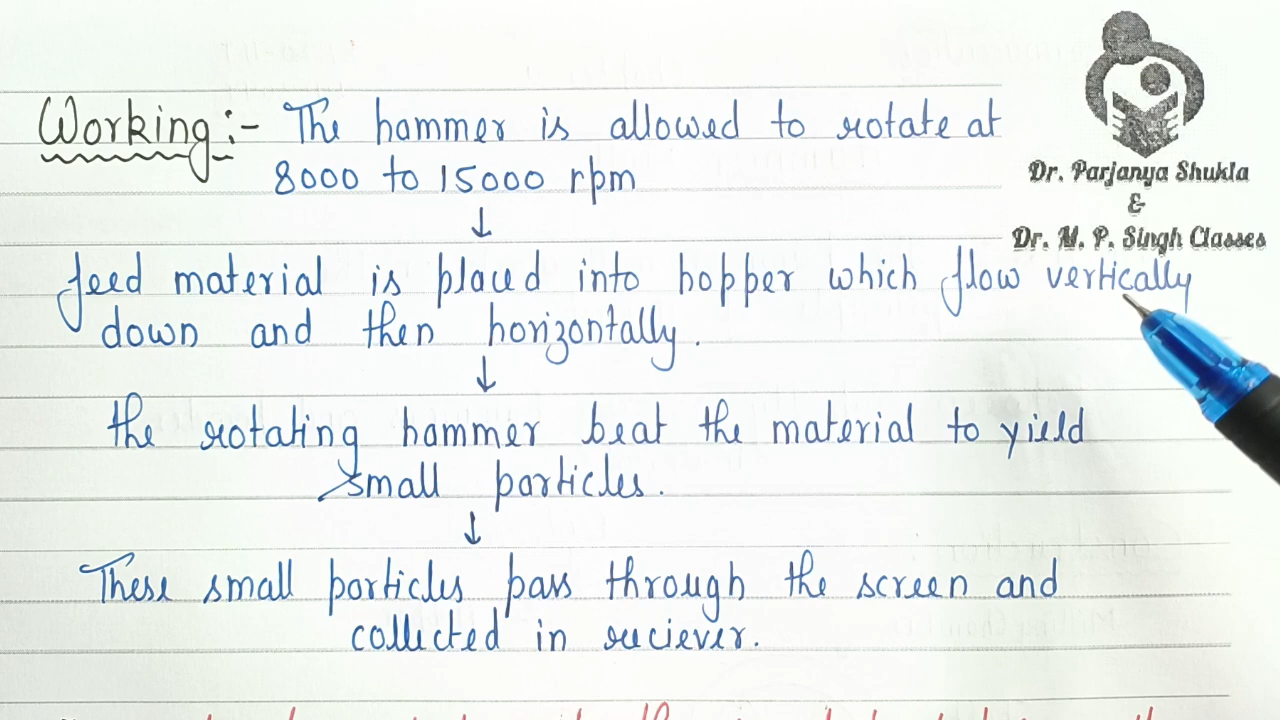 Working:- The hammer is allowed to rotate at
8000 to 15000 rpm
↓
feed material is placed into hopper which flow vertically
down and then horizontally.
↓
the rotating hammer beat the material to yield
small particles.
↓
These small particles pass through the screen and
collected in reciever.
Dr. Parjanya Shukla
&
Dr. M. P. Singh Classes